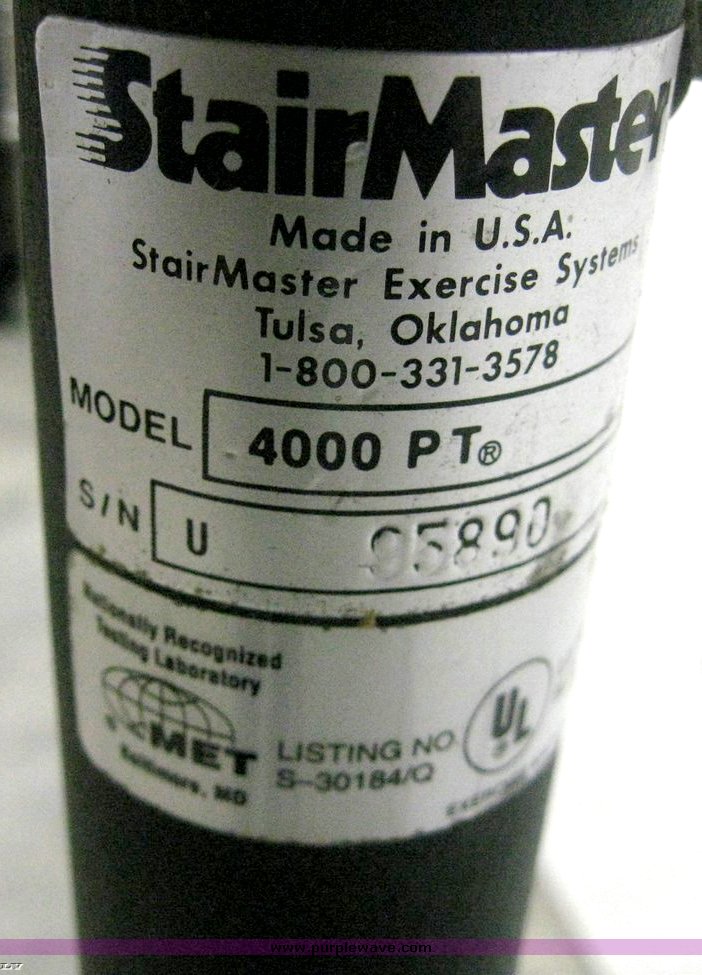 StairMaster
Made in U.S.A.
StairMaster Exercise Systems
Tulsa, Oklahoma
1-800-331-3578
MODEL 4000 PT®
S/N U 95890
Nationally Recognized
Testing Laboratory
MET
Baltimore, MD
LISTING NO.
S-30184/Q
UL
www.purplewave.com